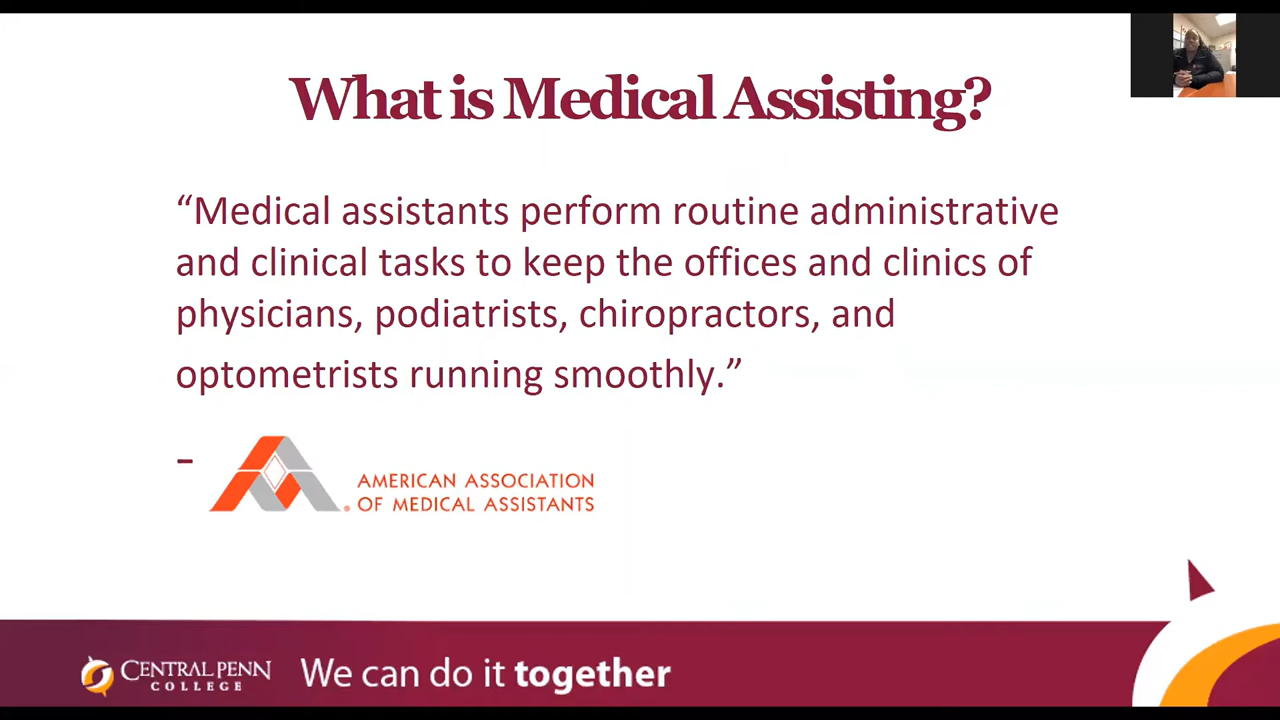 What is Medical Assisting?
“Medical assistants perform routine administrative
and clinical tasks to keep the offices and clinics of
physicians, podiatrists, chiropractors, and
optometrists running smoothly.”
-
AMERICAN ASSOCIATION
OF MEDICAL ASSISTANTS
CENTRAL PENN
COLLEGE
We can do it together